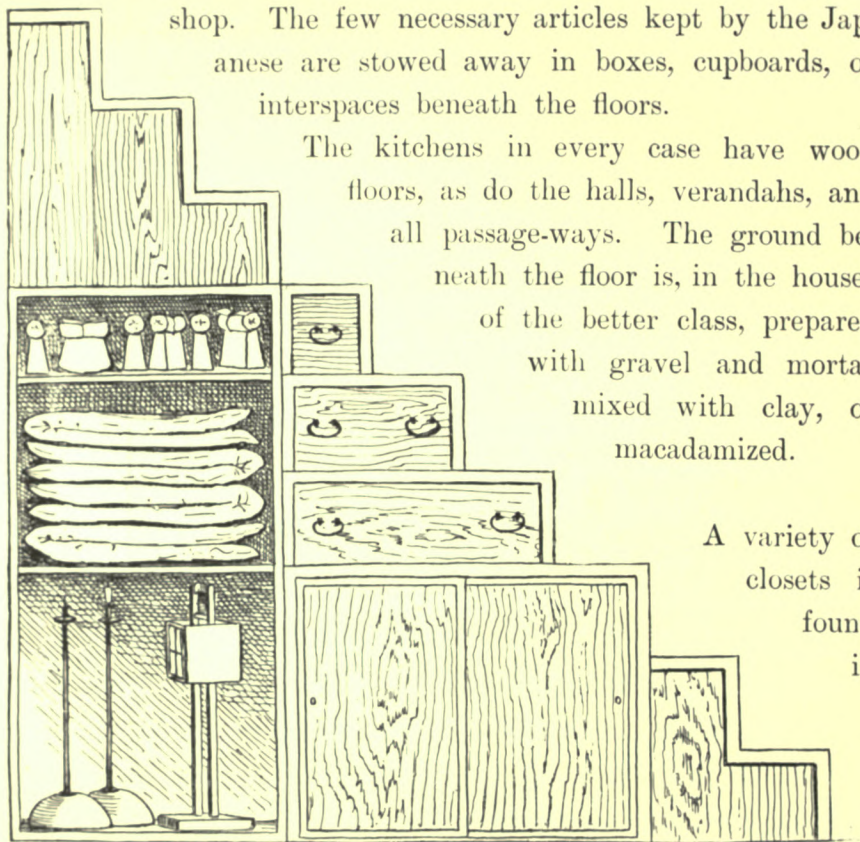 shop. The few necessary articles kept by the Jap
anese are stowed away in boxes, cupboards, o
interspaces beneath the floors.
The kitchens in every case have woo
floors, as do the halls, verandahs, an
all passage-ways. The ground be
neath the floor is, in the house
of the better class, prepare
with gravel and morta
mixed with clay, o
macadamized.
A variety o
closets i
foun
i